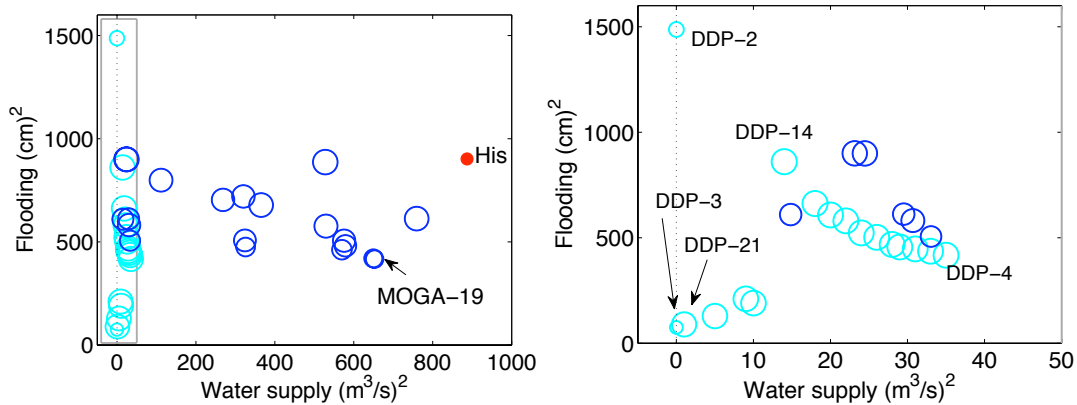 Flooding (cm)²
1500
1000
500
0
His
MOGA−19
0 200 400 600 800 1000
Water supply (m³/s)²
Flooding (cm)²
1500
1000
500
0
DDP−2
DDP−14
DDP−3
DDP−21
DDP−4
0 10 20 30 40 50
Water supply (m³/s)²